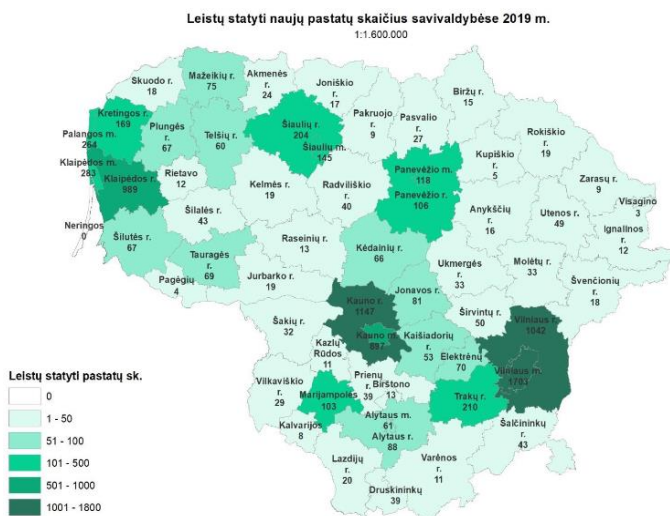 Leistų statyti naujų pastatų skaičius savivaldybėse 2019 m.
1:1.600.000
Skuodo r.
18
Mažeikių r.
75
Akmenės r.
24
Joniškio r.
17
Pakruojo r.
9
Pasvalio r.
27
Biržų r.
15
Rokiškio r.
19
Kretingos r.
169
Palangos m.
264
Klaipėdos m.
283
Klaipėdos r.
989
Plungės r.
67
Telšių r.
60
Rietavo
12
Šiaulių r.
204
Šiaulių m.
145
Panevėžio m.
118
Panevėžio r.
106
Kupiškio r.
5
Zarasų r.
9
Visagino
3
Ignalinos r.
12
Utenos r.
49
Anykščių r.
16
Radviliškio r.
40
Kelmės r.
19
Šilalės r.
43
Neringos
0
Šilutės r.
67
Tauragės r.
69
Pagėgių
4
Raseinių r.
13
Jurbarko r.
19
Kėdainių r.
66
Ukmergės r.
33
Molėtų r.
33
Švenčionių r.
18
Kauno r.
1147
Kauno m.
697
Jonavos r.
81
Širvintų r.
50
Vilniaus r.
1042
Vilniaus m.
1703
Šakių r.
32
Kazlų Rūdos
11
Kaišiadorių r.
53
Elektrėnų
70
Vilkaviškio r.
29
Marijampolės
103
Prienų r.
39
Birštono
13
Trakų r.
210
Kalvarijos
8
Alytaus m.
61
Alytaus r.
88
Šalčininkų r.
43
Lazdijų r.
20
Varėnos r.
11
Druskininkų
39
Leistų statyti pastatų sk.
0
1 - 50
51 - 100
101 - 500
501 - 1000
1001 - 1800